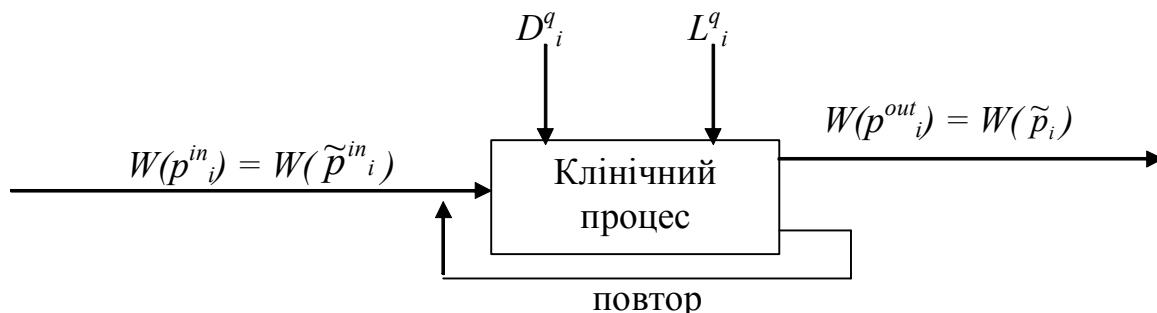 D^q_i L^q_i
W(p^out_i) = W(p̃_i)
W(p^in_i) = W(p̃^in_i)
Клінічний
процес
повтор